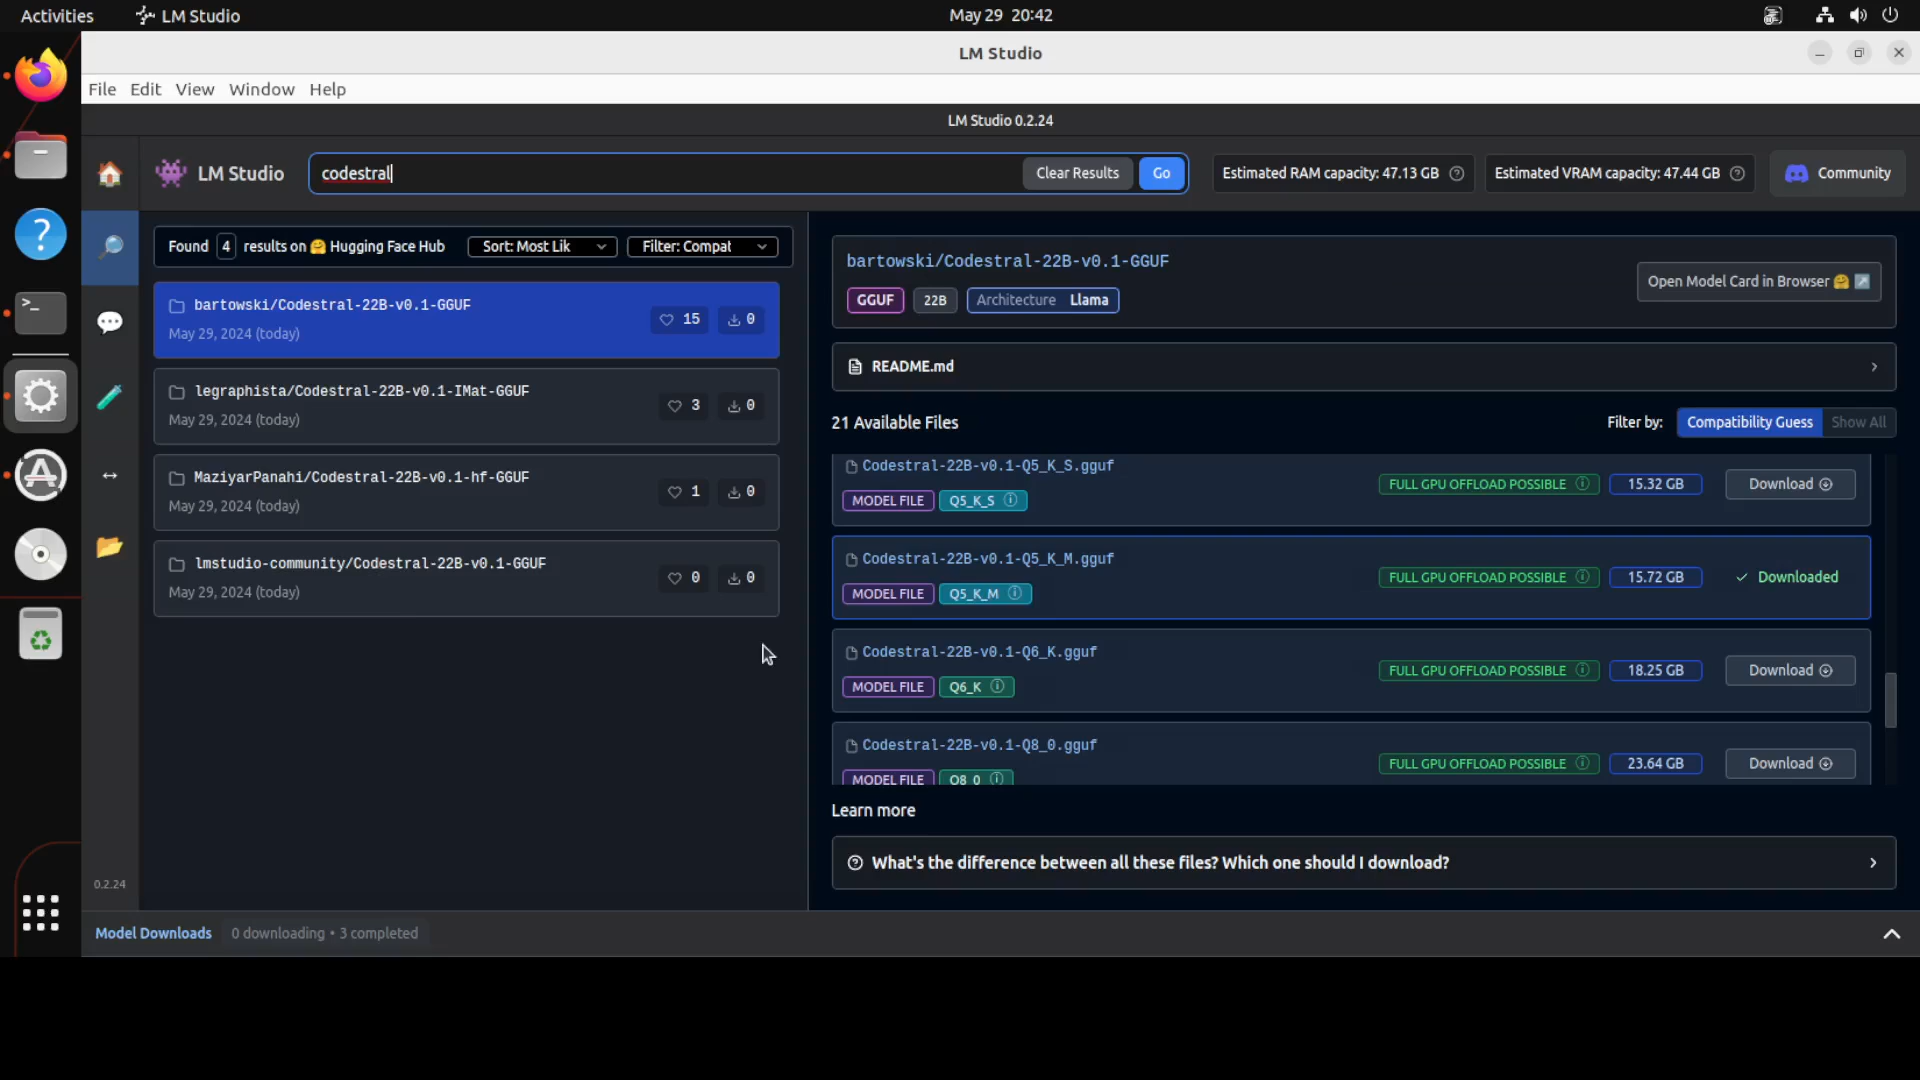 Activities
LM Studio
May 29 20:42
LM Studio
File Edit View Window Help
LM Studio 0.2.24
LM Studio
codestral
Clear Results
Go
Estimated RAM capacity: 47.13 GB
Estimated VRAM capacity: 47.44 GB
Community
Found 4 results on 🤗 Hugging Face Hub
Sort: Most Lik
Filter: Compat
bartowski/Codestral-22B-v0.1-GGUF
15
0
May 29, 2024 (today)
legraphista/Codestral-22B-v0.1-IMat-GGUF
3
0
May 29, 2024 (today)
MaziyarPanahi/Codestral-22B-v0.1-hf-GGUF
1
0
May 29, 2024 (today)
lmstudio-community/Codestral-22B-v0.1-GGUF
0
0
May 29, 2024 (today)
bartowski/Codestral-22B-v0.1-GGUF
GGUF
22B
Architecture Llama
Open Model Card in Browser 🤗
README.md
21 Available Files
Filter by:
Compatibility Guess
Show All
Codestral-22B-v0.1-Q5_K_S.gguf
MODEL FILE
Q5_K_S
FULL GPU OFFLOAD POSSIBLE
15.32 GB
Download
Codestral-22B-v0.1-Q5_K_M.gguf
MODEL FILE
Q5_K_M
FULL GPU OFFLOAD POSSIBLE
15.72 GB
Downloaded
Codestral-22B-v0.1-Q6_K.gguf
MODEL FILE
Q6_K
FULL GPU OFFLOAD POSSIBLE
18.25 GB
Download
Codestral-22B-v0.1-Q8_0.gguf
MODEL FILE
Q8_0
FULL GPU OFFLOAD POSSIBLE
23.64 GB
Download
Learn more
What's the difference between all these files? Which one should I download?
0.2.24
Model Downloads
0 downloading • 3 completed